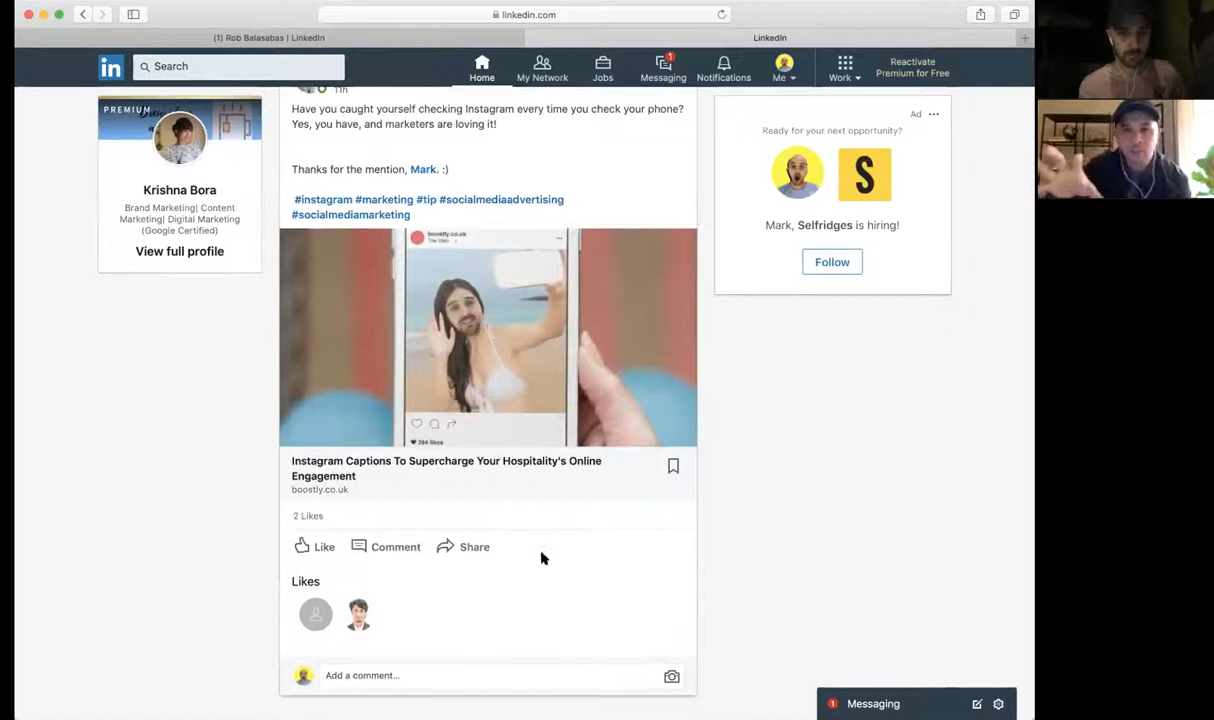 linkedin.com
(1) Rob Balasabas | LinkedIn
LinkedIn
in
Search
Home
My Network
Jobs
1
Messaging
Notifications
Me
Work
Reactivate
Premium for Free
PREMIUM
Krishna Bora
Brand Marketing| Content
Marketing| Digital Marketing
(Google Certified)
View full profile
11h
Have you caught yourself checking Instagram every time you check your phone?
Yes, you have, and marketers are loving it!
Thanks for the mention, Mark. :)
#instagram #marketing #tip #socialmediaadvertising
#socialmediamarketing
boostly.co.uk
394 likes
Instagram Captions To Supercharge Your Hospitality's Online
Engagement
boostly.co.uk
2 Likes
Like
Comment
Share
Likes
Add a comment...
Ad
Ready for your next opportunity?
S
Mark, Selfridges is hiring!
Follow
1
Messaging